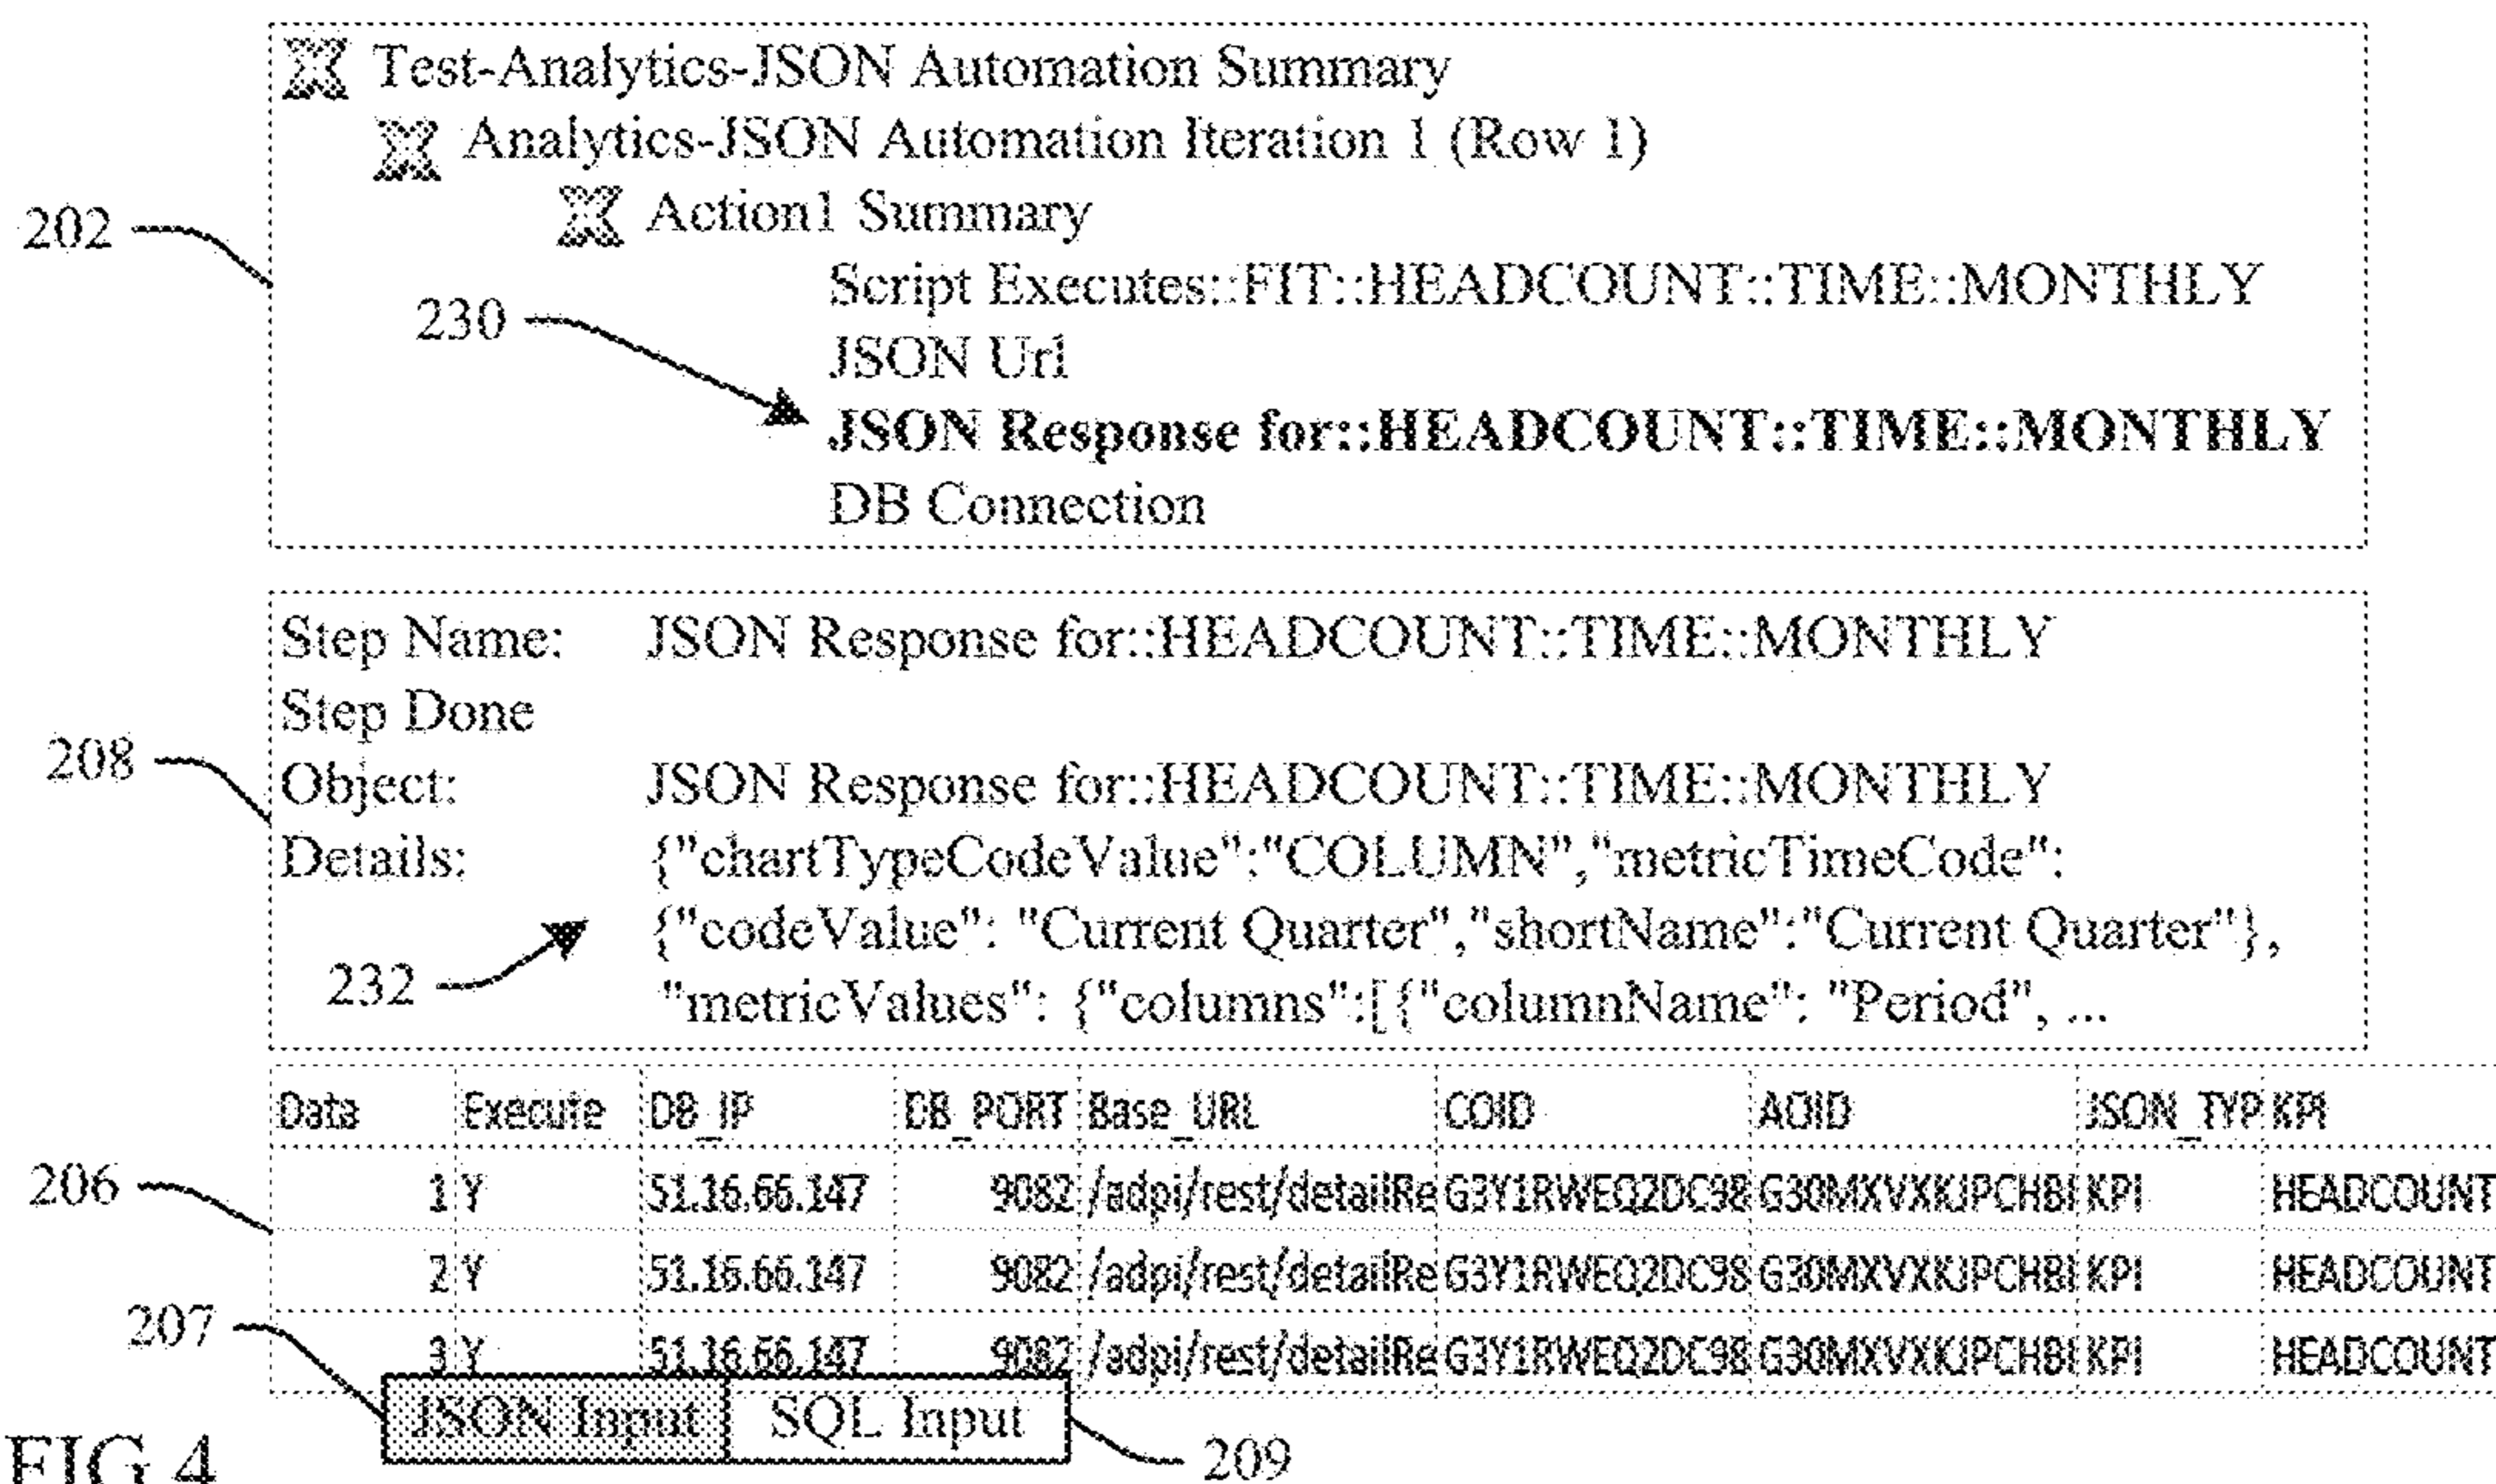 Test-Analytics-JSON Automation Summary
Analytics-JSON Automation Iteration 1 (Row 1)
202
Action1 Summary
Script Executes::FIT::HEADCOUNT::TIME::MONTHLY
230
JSON Url
JSON Response for::HEADCOUNT::TIME::MONTHLY
DB Connection
Step Name: JSON Response for::HEADCOUNT::TIME::MONTHLY
Step Done
208
Object: JSON Response for::HEADCOUNT::TIME::MONTHLY
Details: {"chartTypeCodeValue":"COLUMN","metricTimeCode":
{"codeValue": "Current Quarter","shortName":"Current Quarter"},
232
"metricValues": {"columns":[{"columnName": "Period", ...
Data Execute DB_IP DB_PORT Base_URL COID AOID JSON_TYP KPI
206
1 Y 51.16.66.147 9082 /adpi/rest/detailRe G3Y1RWEQ2DC98 KPI HEADCOUNT
2 Y 51.16.66.147 9082 /adpi/rest/detailRe G3Y1RWEQ2DC98 KPI HEADCOUNT
207
3 Y 51.16.66.147 9082 /adpi/rest/detailRe G3Y1RWEQ2DC98 KPI HEADCOUNT
JSON Input SQL Input
209
FIG 4